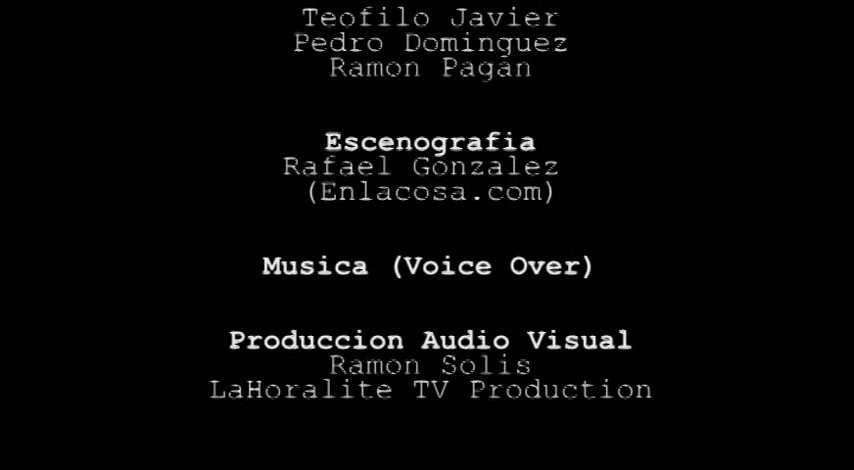 Teofilo Javier
Pedro Dominguez
Ramon Pagan
Escenografia
Rafael Gonzalez
(Enlacosa.com)
Musica (Voice Over)
Produccion Audio Visual
Ramon Solis
LaHoralite TV Production